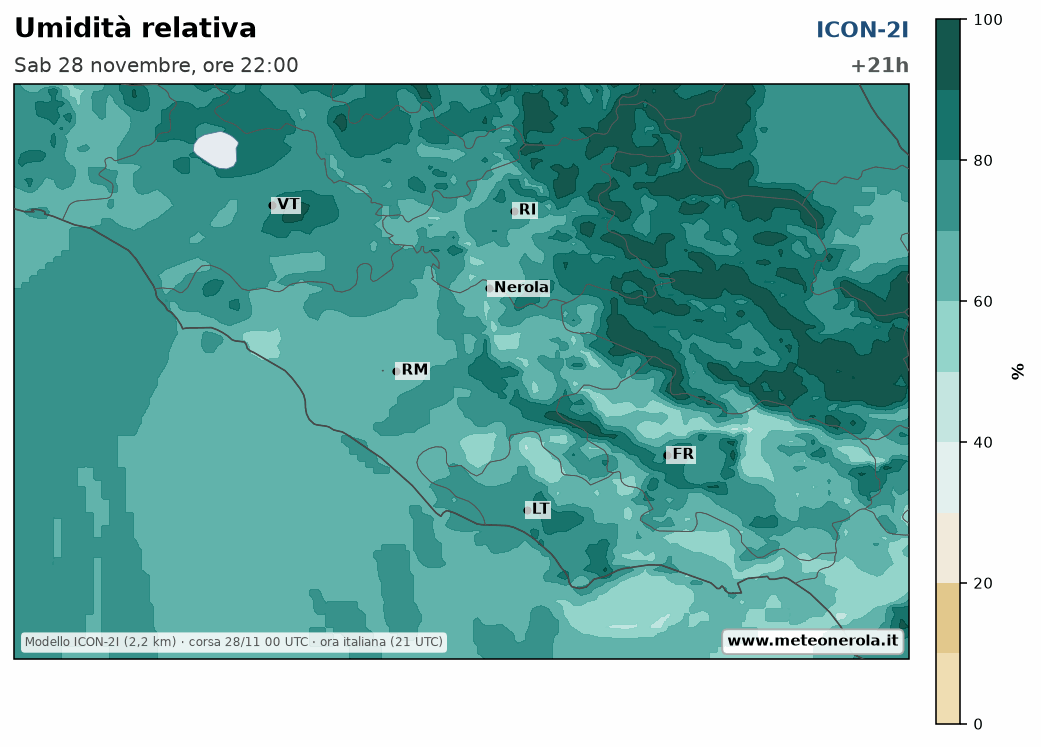 Umidità relativa
ICON-2I
Sab 28 novembre, ore 22:00
+21h
100
80
60
40
20
0
%
VT
RI
Nerola
RM
FR
LT
Modello ICON-2I (2,2 km) · corsa 28/11 00 UTC · ora italiana (21 UTC)
www.meteonerola.it